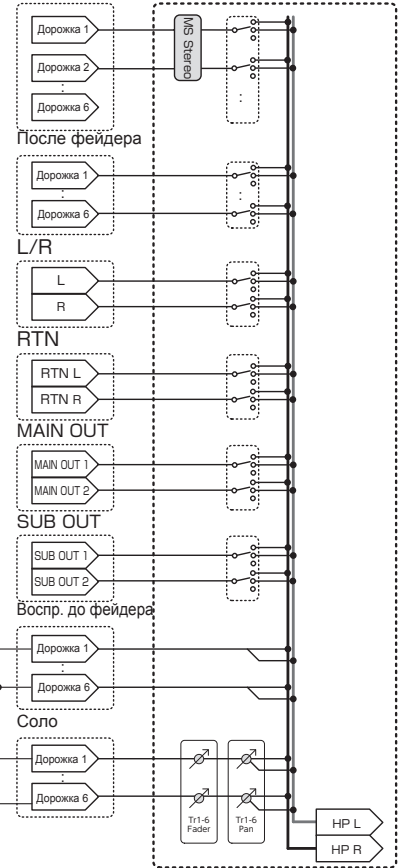 Дорожка 1
MS Stereo
Дорожка 2
:
:
Дорожка 6
После фейдера
Дорожка 1
:
:
Дорожка 6
L/R
L
R
RTN
RTN L
RTN R
MAIN OUT
MAIN OUT 1
MAIN OUT 2
SUB OUT
SUB OUT 1
SUB OUT 2
Воспр. до фейдера
Дорожка 1
:
Дорожка 6
Соло
Дорожка 1
:
Дорожка 6
Tr1-6
Fader
Tr1-6
Pan
HP L
HP R